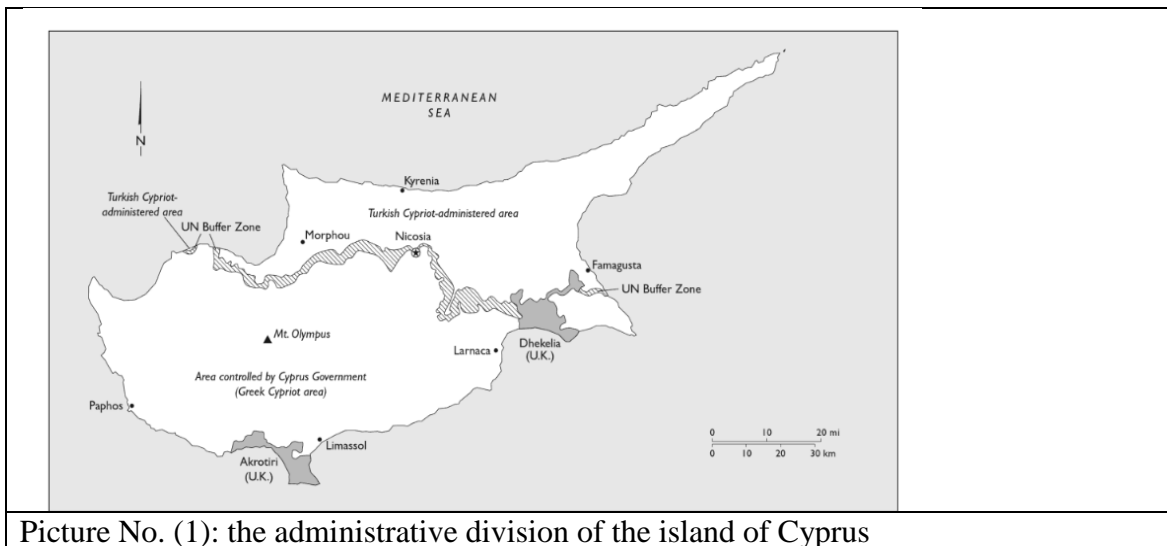 MEDITERRANEAN
SEA
N
Kyrenia
Turkish Cypriot-
administered area
Turkish Cypriot-administered area
UN Buffer Zone
Morphou
Nicosia
Famagusta
UN Buffer Zone
Mt. Olympus
Larnaca
Dhekelia
(U.K.)
Area controlled by Cyprus Government
(Greek Cypriot area)
Paphos
Limassol
Akrotiri
(U.K.)
0 10 20 mi
0 10 20 30 km
Picture No. (1): the administrative division of the island of Cyprus